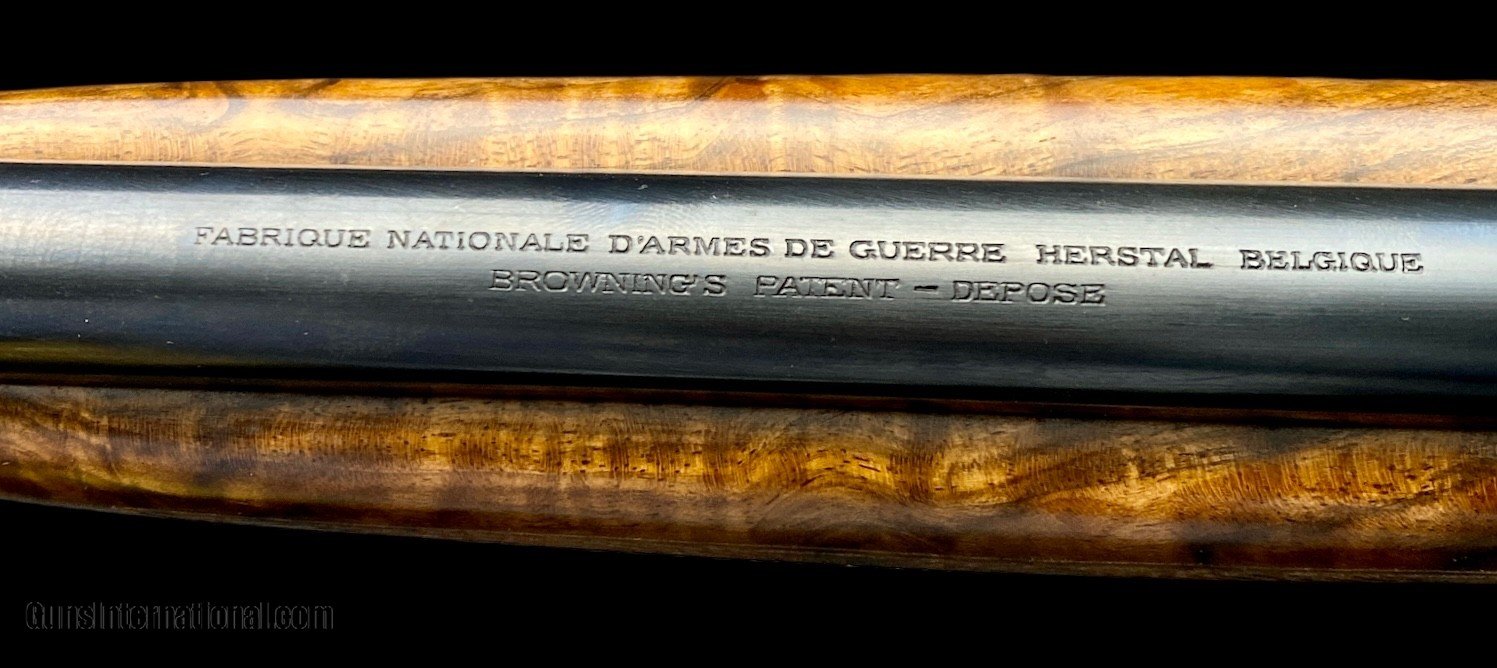 FABRIQUE NATIONALE D'ARMES DE GUERRE HERSTAL BELGIQUE
BROWNING'S PATENT - DEPOSE
GunsInternational.com